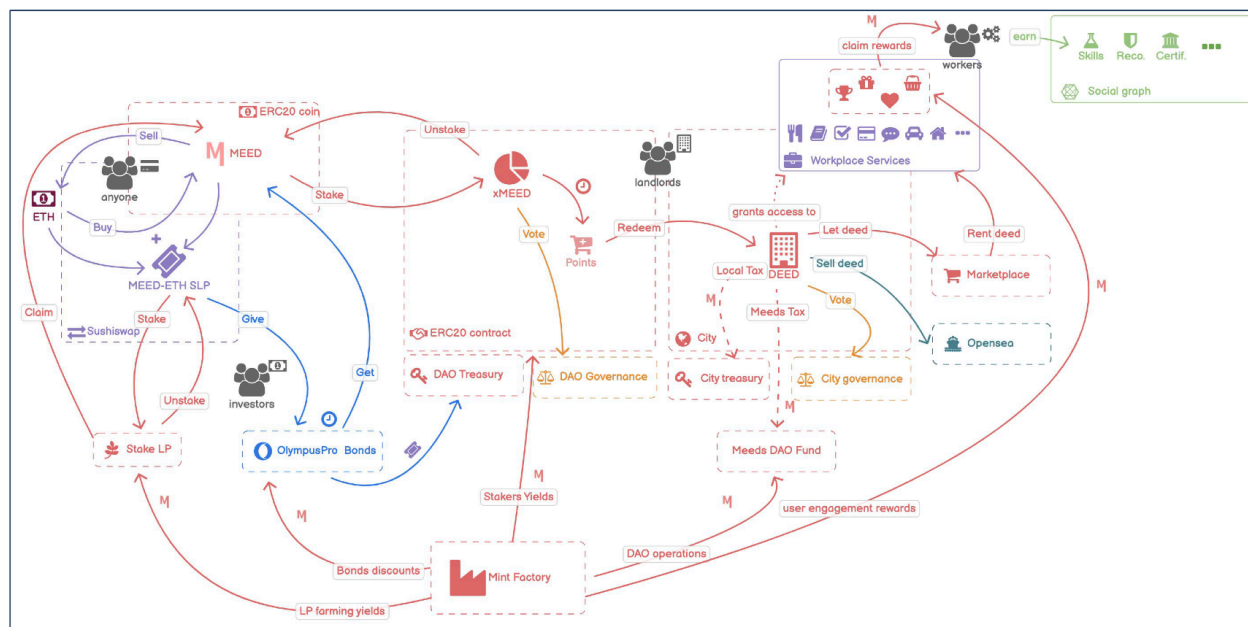 claim rewards
workers
earn
Skills
Reco.
Certif.
Social graph
ERC20 coin
Sell
MEED
anyone
ETH
Buy
MEED-ETH SLP
Sushiswap
Unstake
Stake
xMEED
landlords
Workplace Services
grants access to
Vote
Points
Redeem
DEED
Let deed
Rent deed
Marketplace
Sell deed
Local Tax
Meeds Tax
Vote
Claim
Stake
Give
Unstake
Get
investors
ERC20 contract
City
Opensea
DAO Treasury
DAO Governance
City treasury
City governance
Stake LP
OlympusPro Bonds
Meeds DAO Fund
Stakers Yields
user engagement rewards
DAO operations
Bonds discounts
Mint Factory
LP farming yields